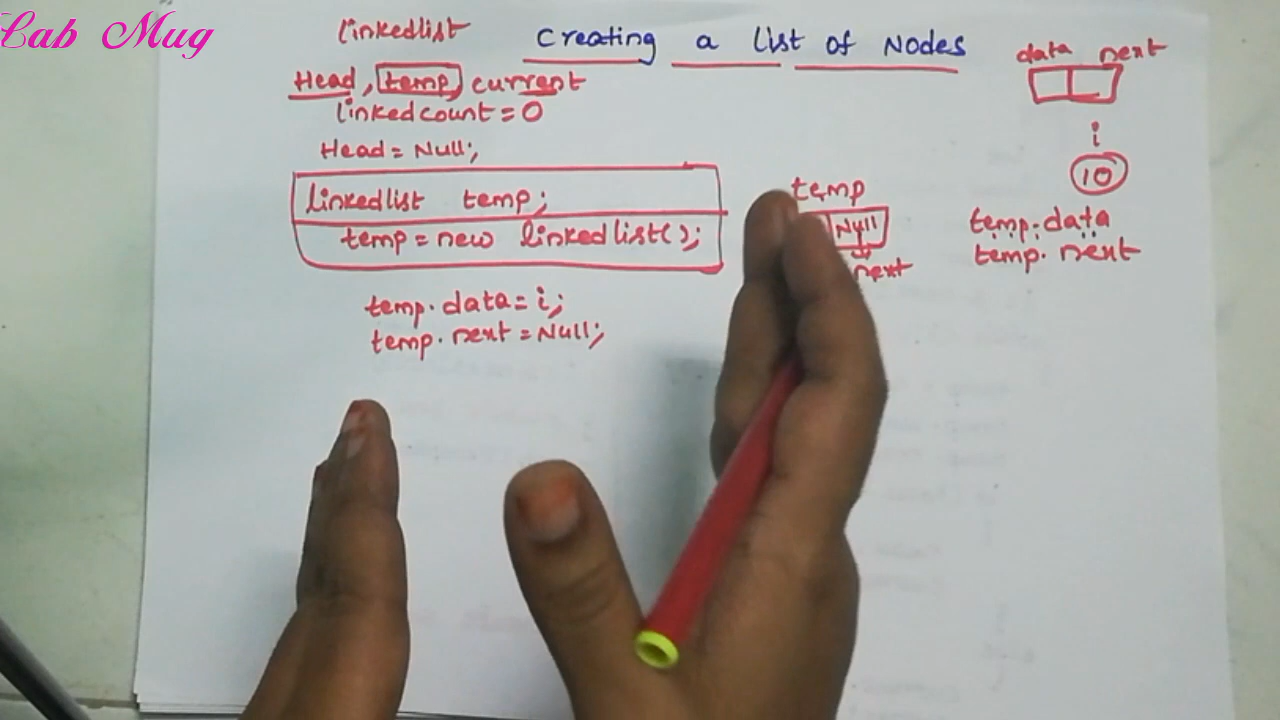 Lab Mug
linkedlist
Creating a List of Nodes
Head, temp, current
linkedcount = 0
Head = Null;
linkedlist temp;
temp = new linkedlist();
temp.data = i;
temp.next = Null;
temp
Null
next
data next
i
10
temp.data
temp.next